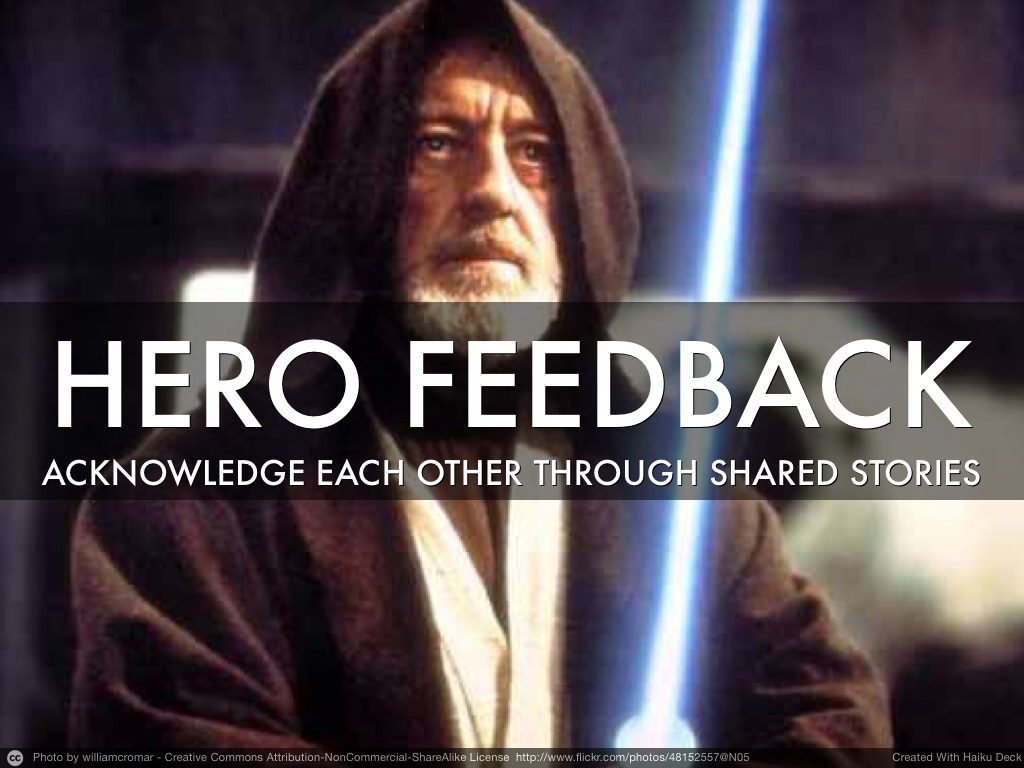 HERO FEEDBACK
ACKNOWLEDGE EACH OTHER THROUGH SHARED STORIES
cc Photo by williamcromar - Creative Commons Attribution-NonCommercial-ShareAlike License http://www.flickr.com/photos/48152557@N05 Created With Haiku Deck